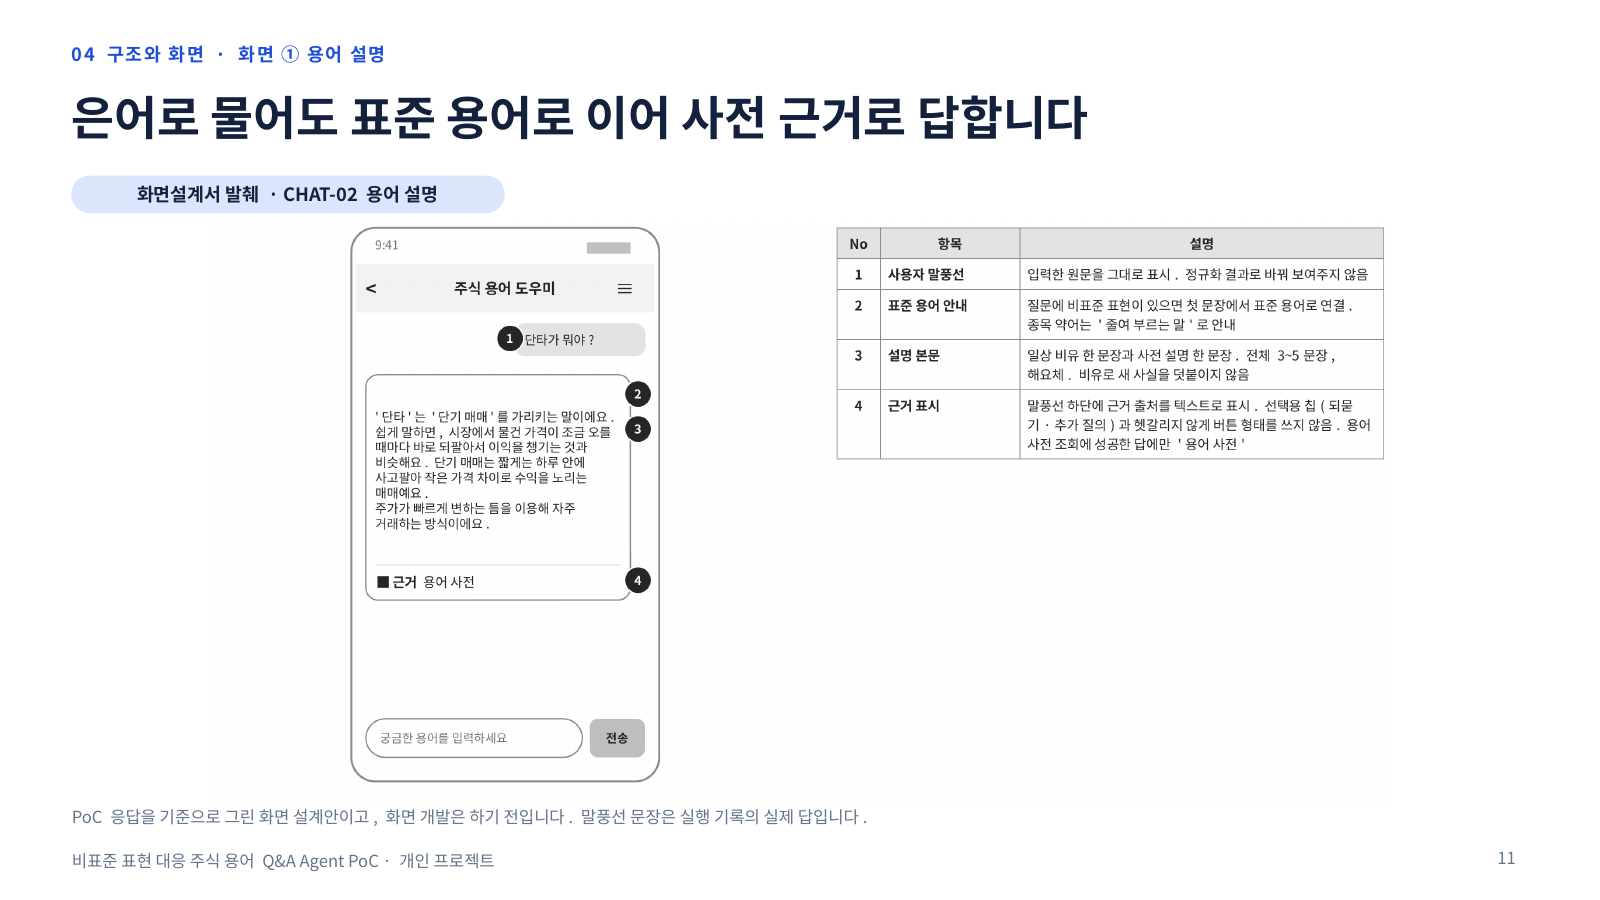 04 구조와 화면 · 화면 ① 용어 설명
은어로 물어도 표준 용어로 이어 사전 근거로 답합니다
화면설계서 발췌 · CHAT-02 용어 설명
9:41
< 주식 용어 도우미 ≡
1 단타가 뭐야 ?
2
'단타'는 '단기 매매'를 가리키는 말이에요 .
3
쉽게 말하면 , 시장에서 물건 가격이 조금 오를
때마다 바로 되팔아서 이익을 챙기는 것과
비슷해요 . 단기 매매는 짧게는 하루 안에
사고팔아 작은 가격 차이로 수익을 노리는
매매예요 .
주가가 빠르게 변하는 틈을 이용해 자주
거래하는 방식이에요 .
■ 근거 용어 사전
4
궁금한 용어를 입력하세요 전송
No 항목 설명
1 사용자 말풍선 입력한 원문을 그대로 표시 . 정규화 결과로 바꿔 보여주지 않음
2 표준 용어 안내 질문에 비표준 표현이 있으면 첫 문장에서 표준 용어로 연결 .
종목 약어는 '줄여 부르는 말'로 안내
3 설명 본문 일상 비유 한 문장과 사전 설명 한 문장 . 전체 3~5 문장 ,
해요체 . 비유로 새 사실을 덧붙이지 않음
4 근거 표시 말풍선 하단에 근거 출처를 텍스트로 표시 . 선택용 칩 ( 되묻
기 · 추가 질의 ) 과 헷갈리지 않게 버튼 형태를 쓰지 않음 . 용어
사전 조회에 성공한 답에만 '용어 사전'
PoC 응답을 기준으로 그린 화면 설계안이고 , 화면 개발은 하기 전입니다 . 말풍선 문장은 실행 기록의 실제 답입니다 .
비표준 표현 대응 주식 용어 Q&A Agent PoC · 개인 프로젝트
11